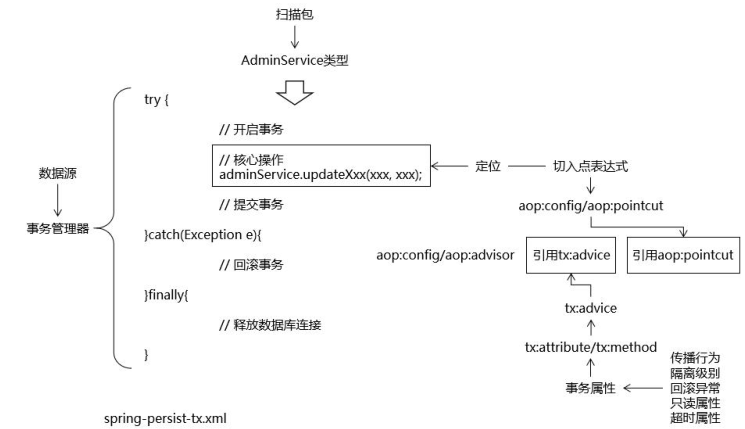 扫描包
AdminService类型
try {
// 开启事务
// 核心操作
adminService.updateXxx(xxx, xxx);
定位
切入点表达式
数据源
// 提交事务
aop:config/aop:pointcut
事务管理器
}catch(Exception e){
aop:config/aop:advisor
引用tx:advice
引用aop:pointcut
// 回滚事务
}finally{
tx:advice
// 释放数据库连接
tx:attribute/tx:method
}
传播行为
隔离级别
事务属性
回滚异常
只读属性
超时属性
spring-persist-tx.xml